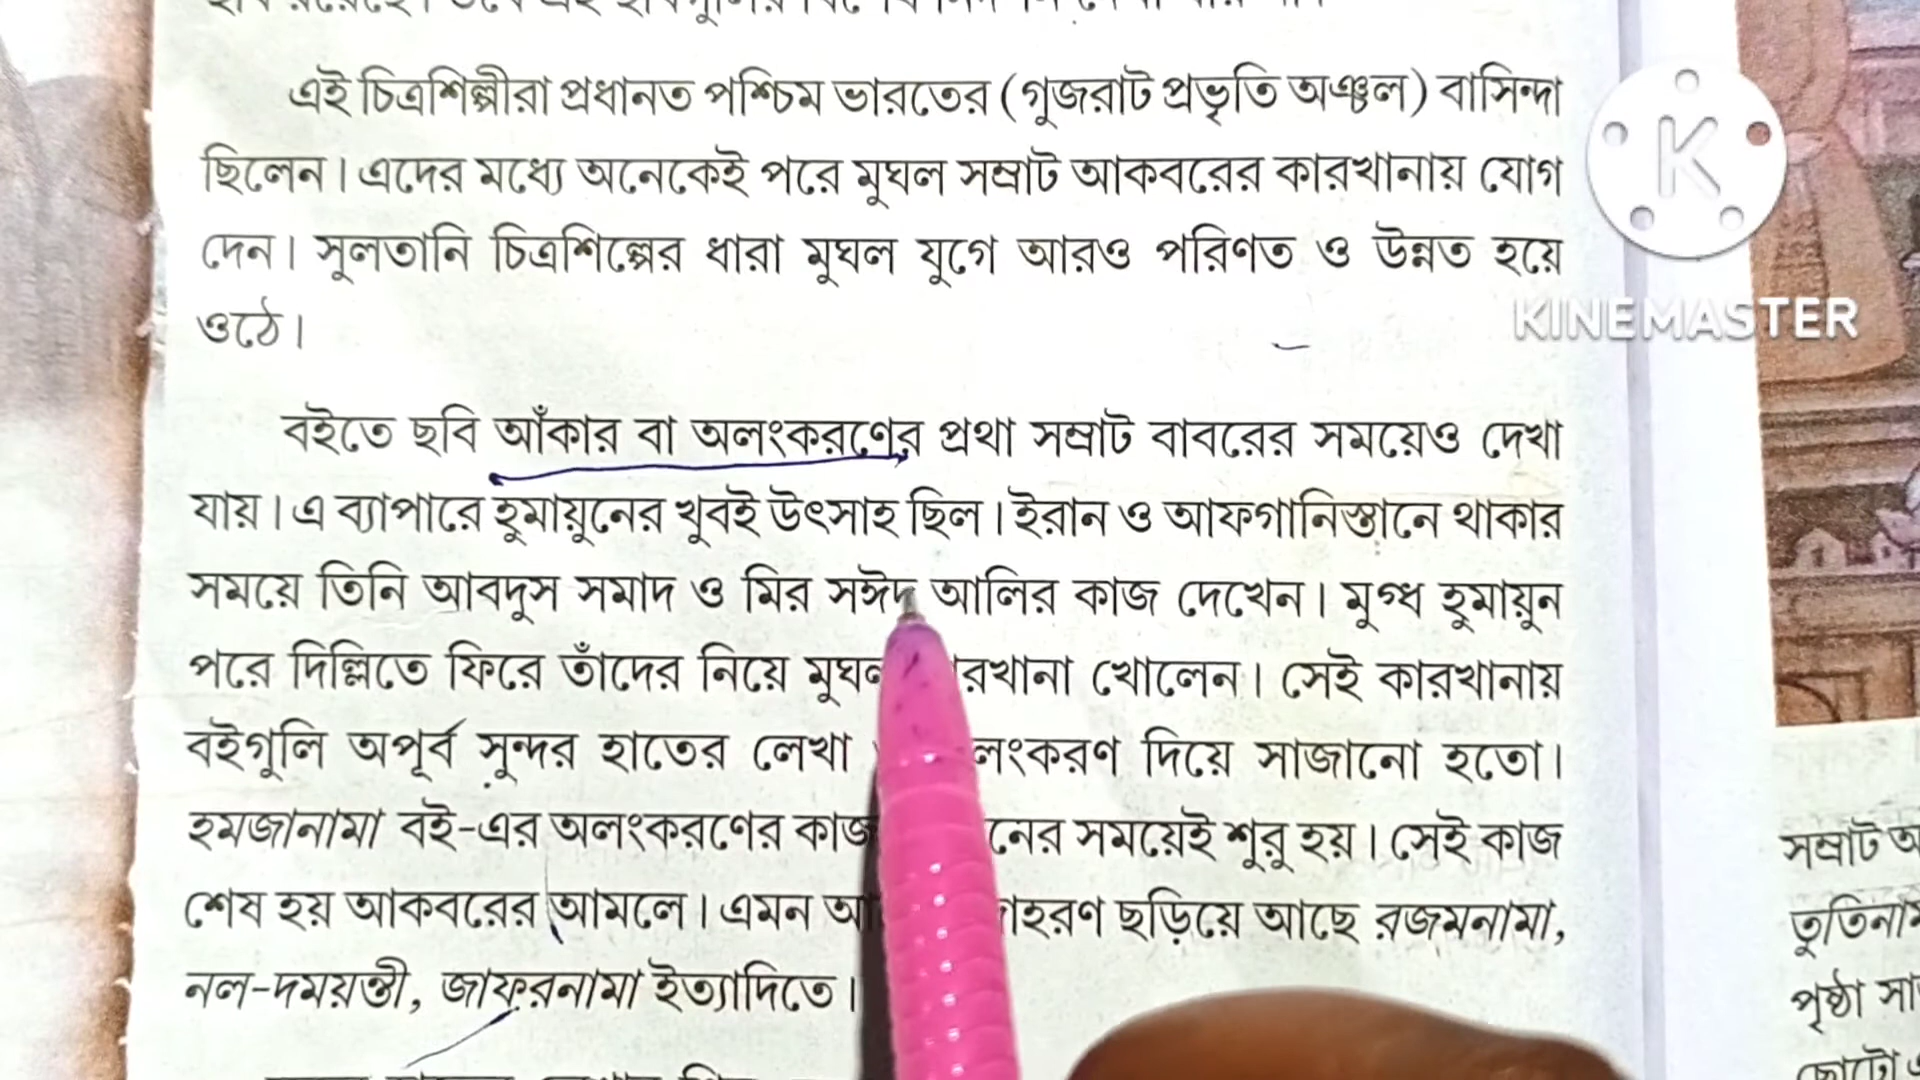 এই চিত্রশিল্পীরা প্রধানত পশ্চিম ভারতের (গুজরাট প্রভৃতি অঞ্চল) বাসিন্দা
ছিলেন। এদের মধ্যে অনেকেই পরে মুঘল সম্রাট আকবরের কারখানায় যোগ
দেন। সুলতানি চিত্রশিল্পের ধারা মুঘল যুগে আরও পরিণত ও উন্নত হয়ে
ওঠে।
বইতে ছবি আঁকার বা অলংকরণের প্রথা সম্রাট বাবরের সময়েও দেখা
যায়। এ ব্যাপারে হুমায়ুনের খুবই উৎসাহ ছিল। ইরান ও আফগানিস্তানে থাকার
সময়ে তিনি আবদুস সমাদ ও মির সঈদ আলির কাজ দেখেন। মুগ্ধ হুমায়ুন
পরে দিল্লিতে ফিরে তাঁদের নিয়ে মুঘল খোলেন। সেই কারখানায়
বইগুলি অপূর্ব সুন্দর হাতের লেখা দিয়ে সাজানো হতো।
হমজানামা বই-এর অলংকরণের কাজ সময়েই শুরু হয়। সেই কাজ
শেষ হয় আকবরের আমলে। এমন ছড়িয়ে আছে রজমনামা,
নল-দময়ন্তী, জাফরনামা ইত্যাদিতে।
K
KINEMASTER
সম্রাট
পৃষ্ঠা